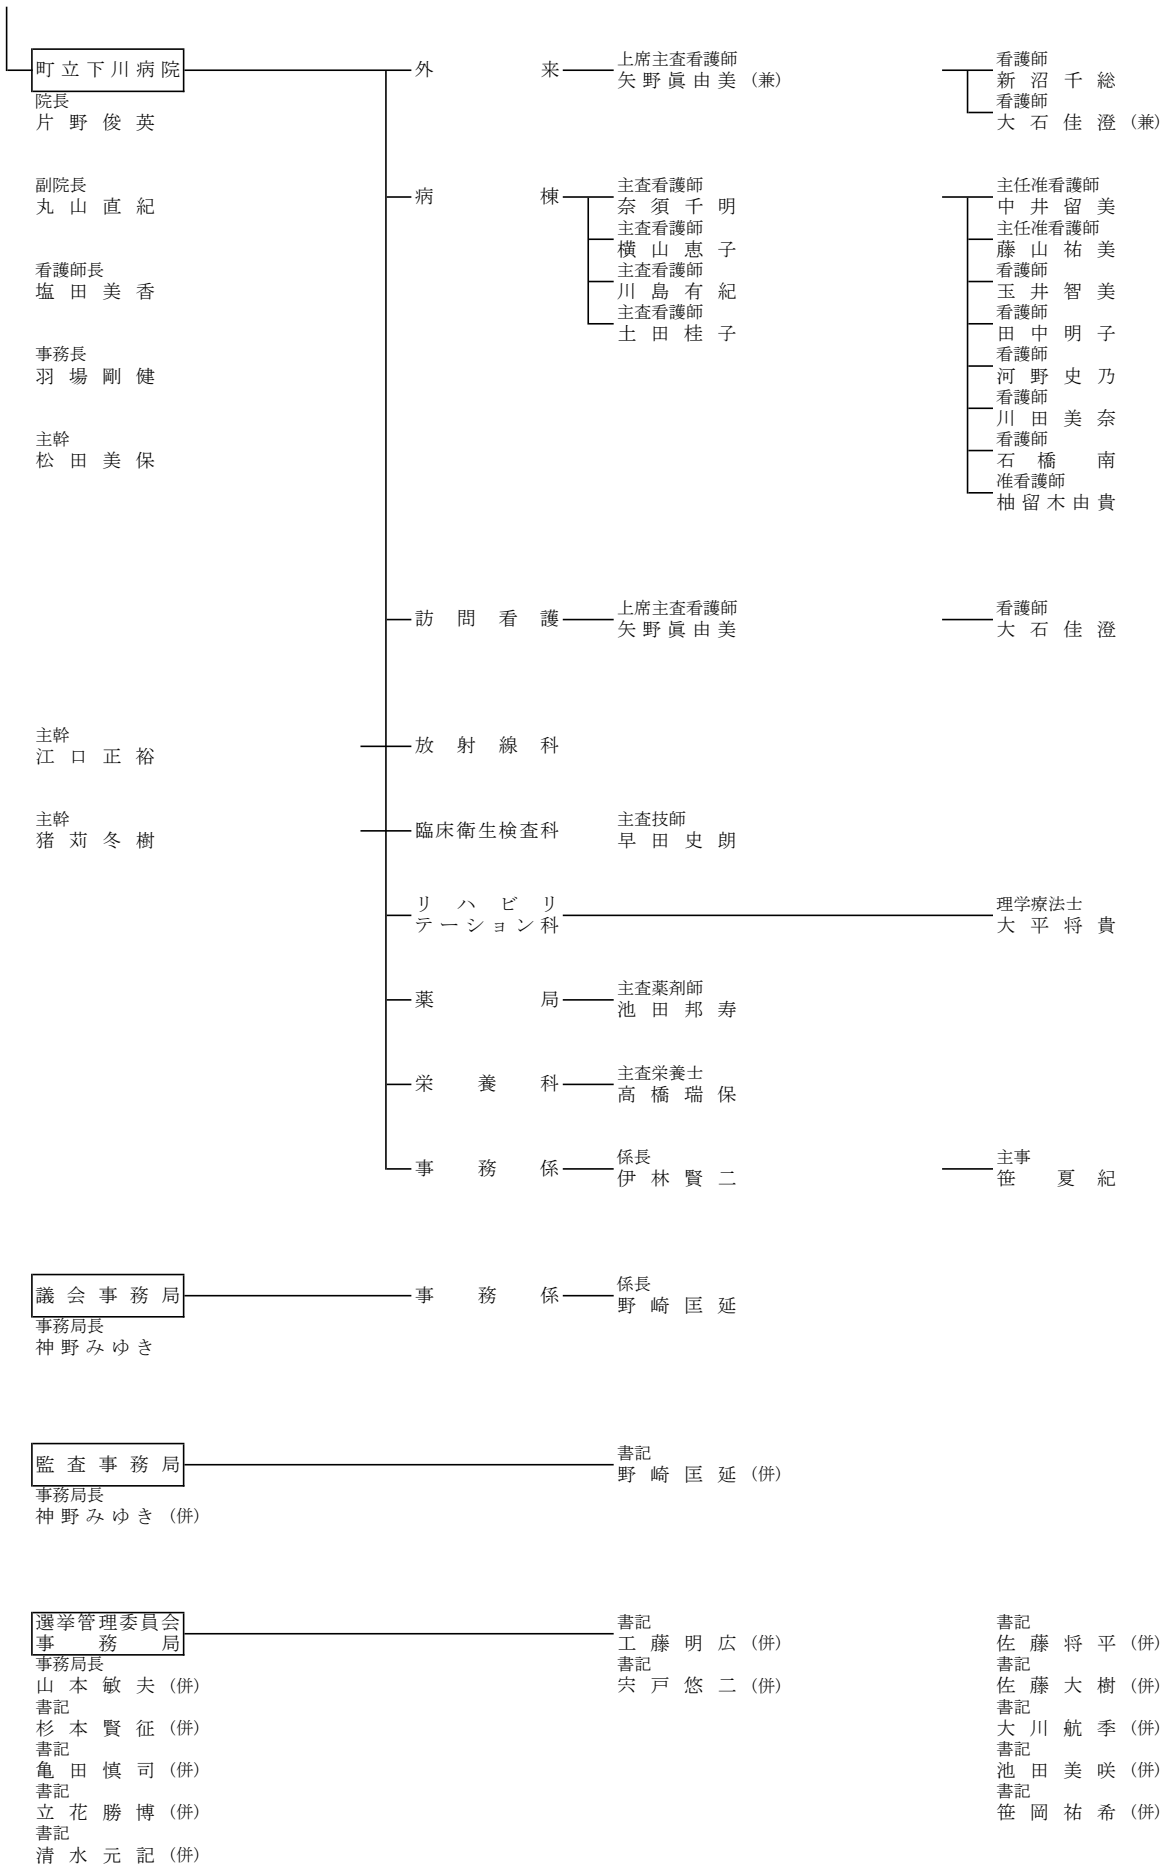 町立下川病院
院長
片野俊英
副院長
丸山直紀
看護師長
塩田美香
事務長
羽場剛健
主幹
松田美保
主幹
江口正裕
主幹
猪苅冬樹
外来
上席主査看護師
矢野眞由美(兼)
看護師
新沼千総
看護師
大石佳澄(兼)
病棟
主査看護師
奈須千明
主査看護師
横山恵子
主査看護師
川島有紀
主査看護師
土田桂子
主任准看護師
中井留美
主任准看護師
藤山祐美
看護師
玉井智美
看護師
田中明子
看護師
河野史乃
看護師
川田美奈
看護師
石橋南
准看護師
柚留木由貴
訪問看護
上席主査看護師
矢野眞由美
看護師
大石佳澄
放射線科
臨床衛生検査科
主査技師
早田史朗
リハビリ
テーション科
理学療法士
大平将貴
薬局
主査薬剤師
池田邦寿
栄養科
主査栄養士
高橋瑞保
事務係
係長
伊林賢二
主事
笹夏紀
議会事務局
事務局長
神野みゆき
事務係
係長
野崎匡延
監査事務局
事務局長
神野みゆき(併)
書記
野崎匡延(併)
選挙管理委員会
事務局
事務局長
山本敏夫(併)
書記
杉本賢征(併)
書記
亀田慎司(併)
書記
立花勝博(併)
書記
清水元記(併)
書記
工藤明広(併)
書記
宍戸悠二(併)
書記
佐藤将平(併)
書記
佐藤大樹(併)
書記
大川航季(併)
書記
池田美咲(併)
書記
笹岡祐希(併)